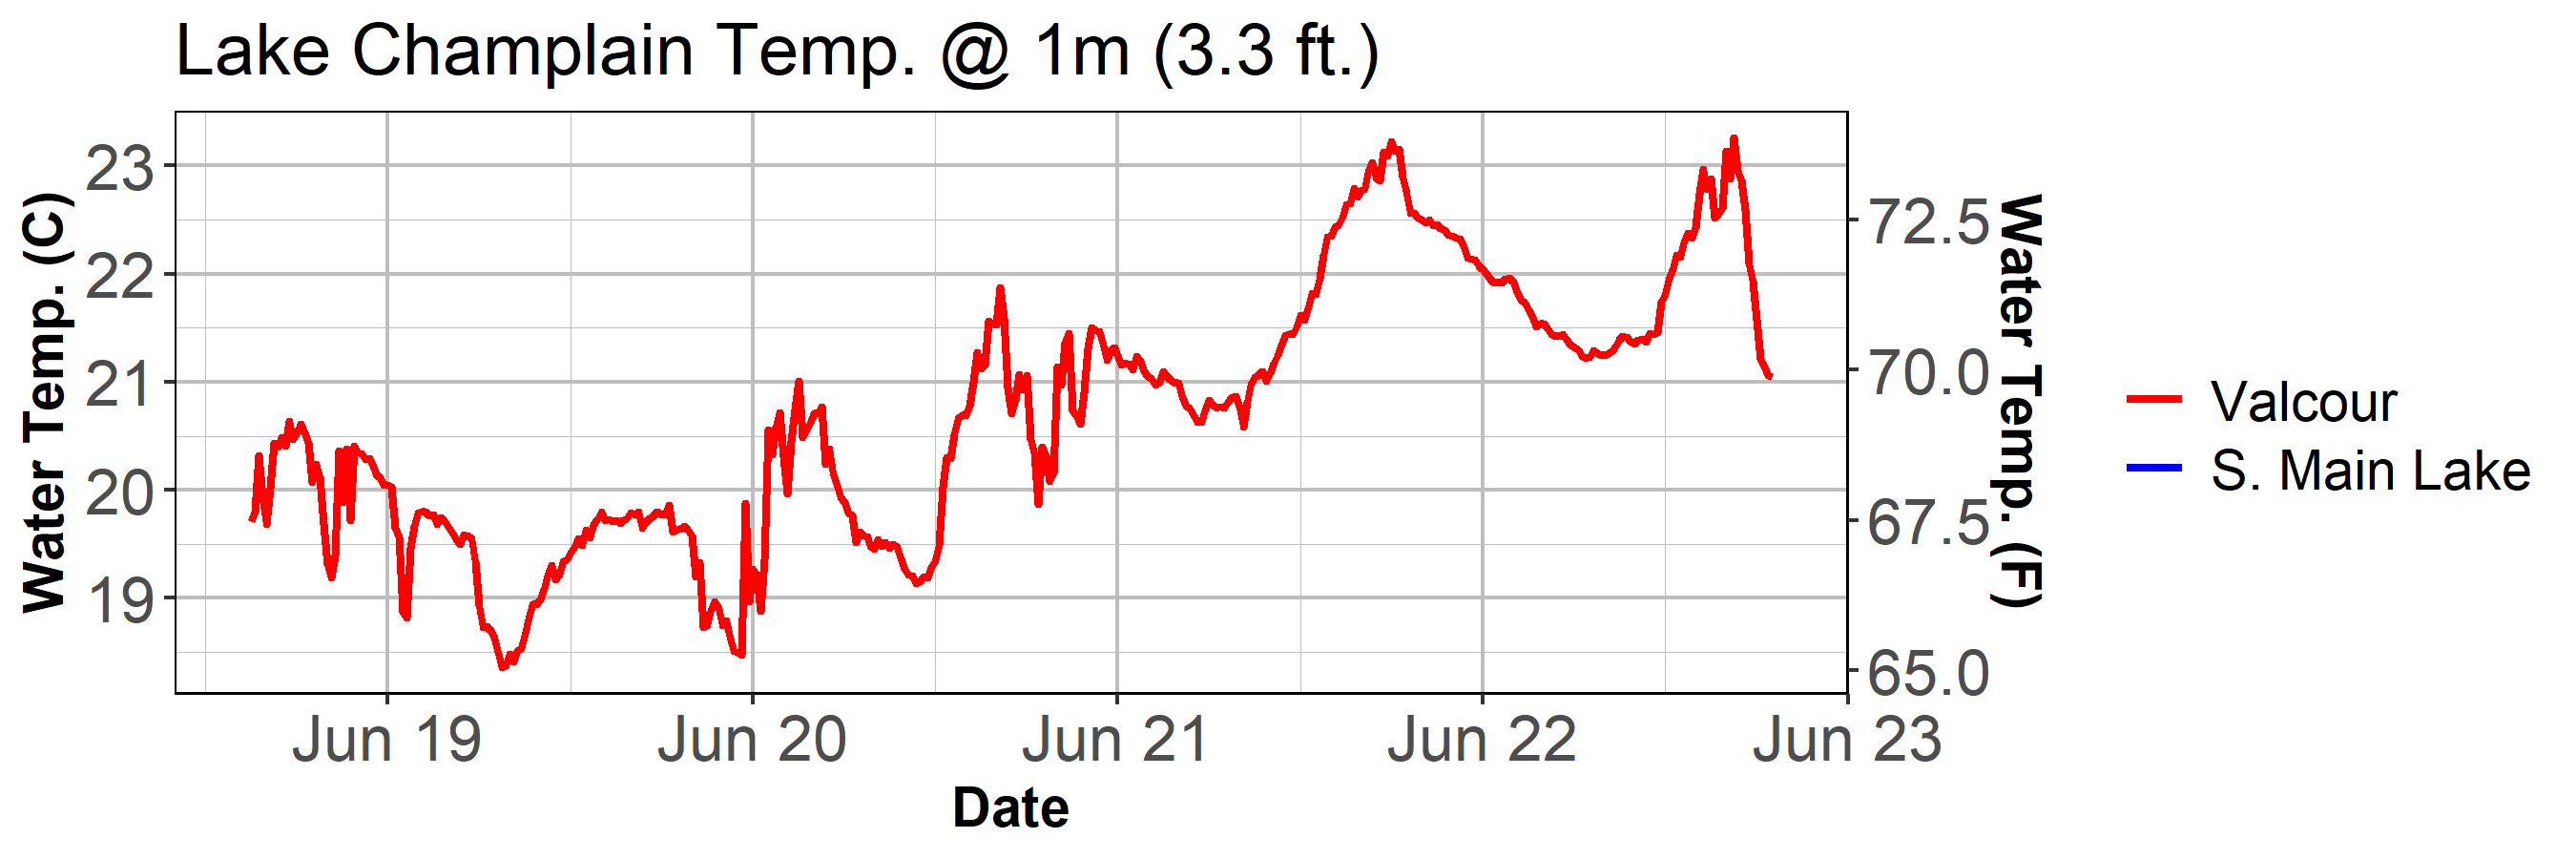 Lake Champlain Temp. @ 1m (3.3 ft.)
Water Temp. (C)
23
22
21
20
19
72.5
70.0
67.5
65.0
Water Temp. (F)
Jun 19
Jun 20
Jun 21
Jun 22
Jun 23
Date
Valcour
S. Main Lake